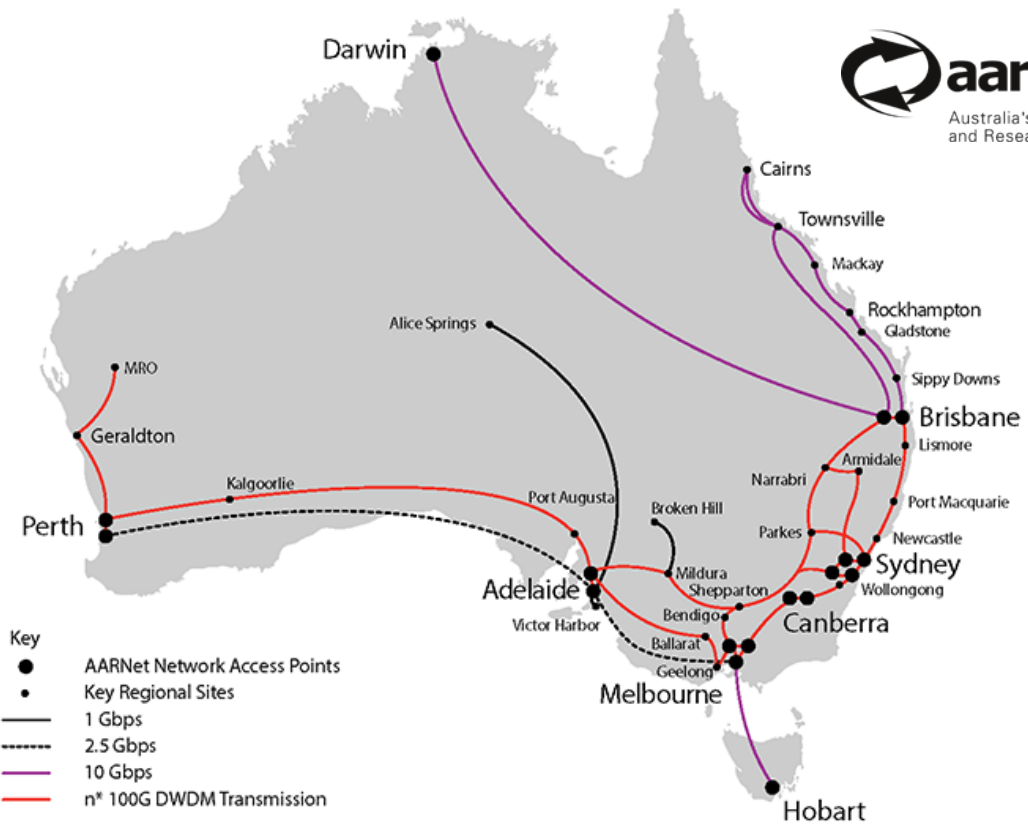 Darwin
aar
Australia's
and Resea
Cairns
Townsville
Mackay
Rockhampton
Gladstone
Alice Springs
MRO
Sippy Downs
Brisbane
Geraldton
Lismore
Armidale
Narrabri
Kalgoorlie
Port Augusta
Broken Hill
Port Macquarie
Perth
Parkes
Newcastle
Sydney
Mildura
Adelaide
Shepparton
Wollongong
Bendigo
Victor Harbor
Canberra
Ballarat
Geelong
Melbourne
Hobart
Key
AARNet Network Access Points
Key Regional Sites
1 Gbps
2.5 Gbps
10 Gbps
n* 100G DWDM Transmission